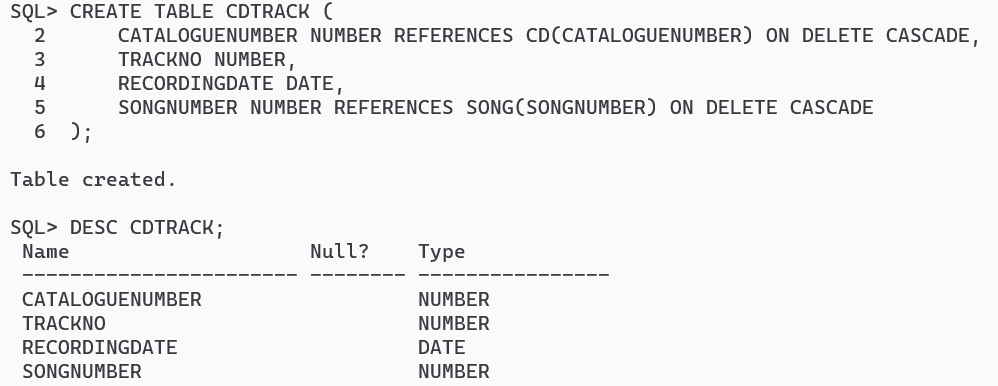 SQL> CREATE TABLE CDTRACK (
  2      CATALOGUENUMBER NUMBER REFERENCES CD(CATALOGUENUMBER) ON DELETE CASCADE,
  3      TRACKNO NUMBER,
  4      RECORDINGDATE DATE,
  5      SONGNUMBER NUMBER REFERENCES SONG(SONGNUMBER) ON DELETE CASCADE
  6  );
Table created.
SQL> DESC CDTRACK;
 Name                    Null?    Type
 ----------------------- -------- ----------------
 CATALOGUENUMBER                  NUMBER
 TRACKNO                          NUMBER
 RECORDINGDATE                    DATE
 SONGNUMBER                       NUMBER